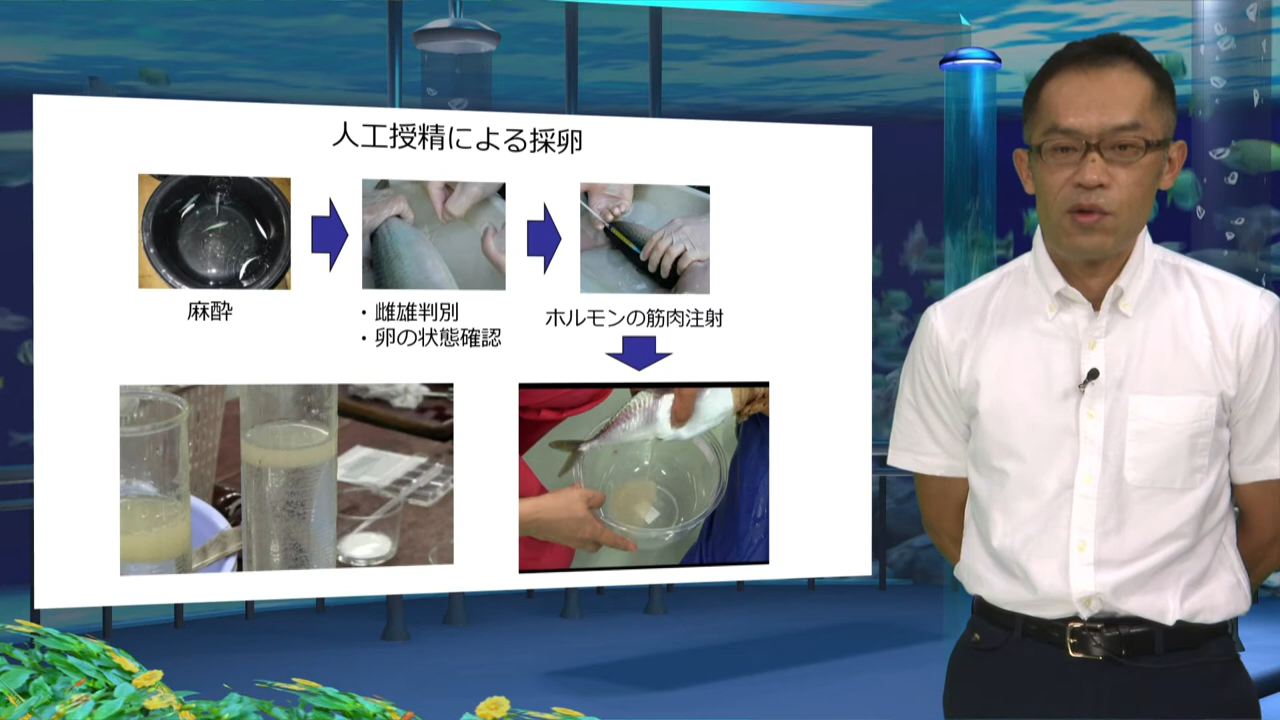 人工授精による採卵
麻酔
・雌雄判別
・卵の状態確認
ホルモンの筋肉注射